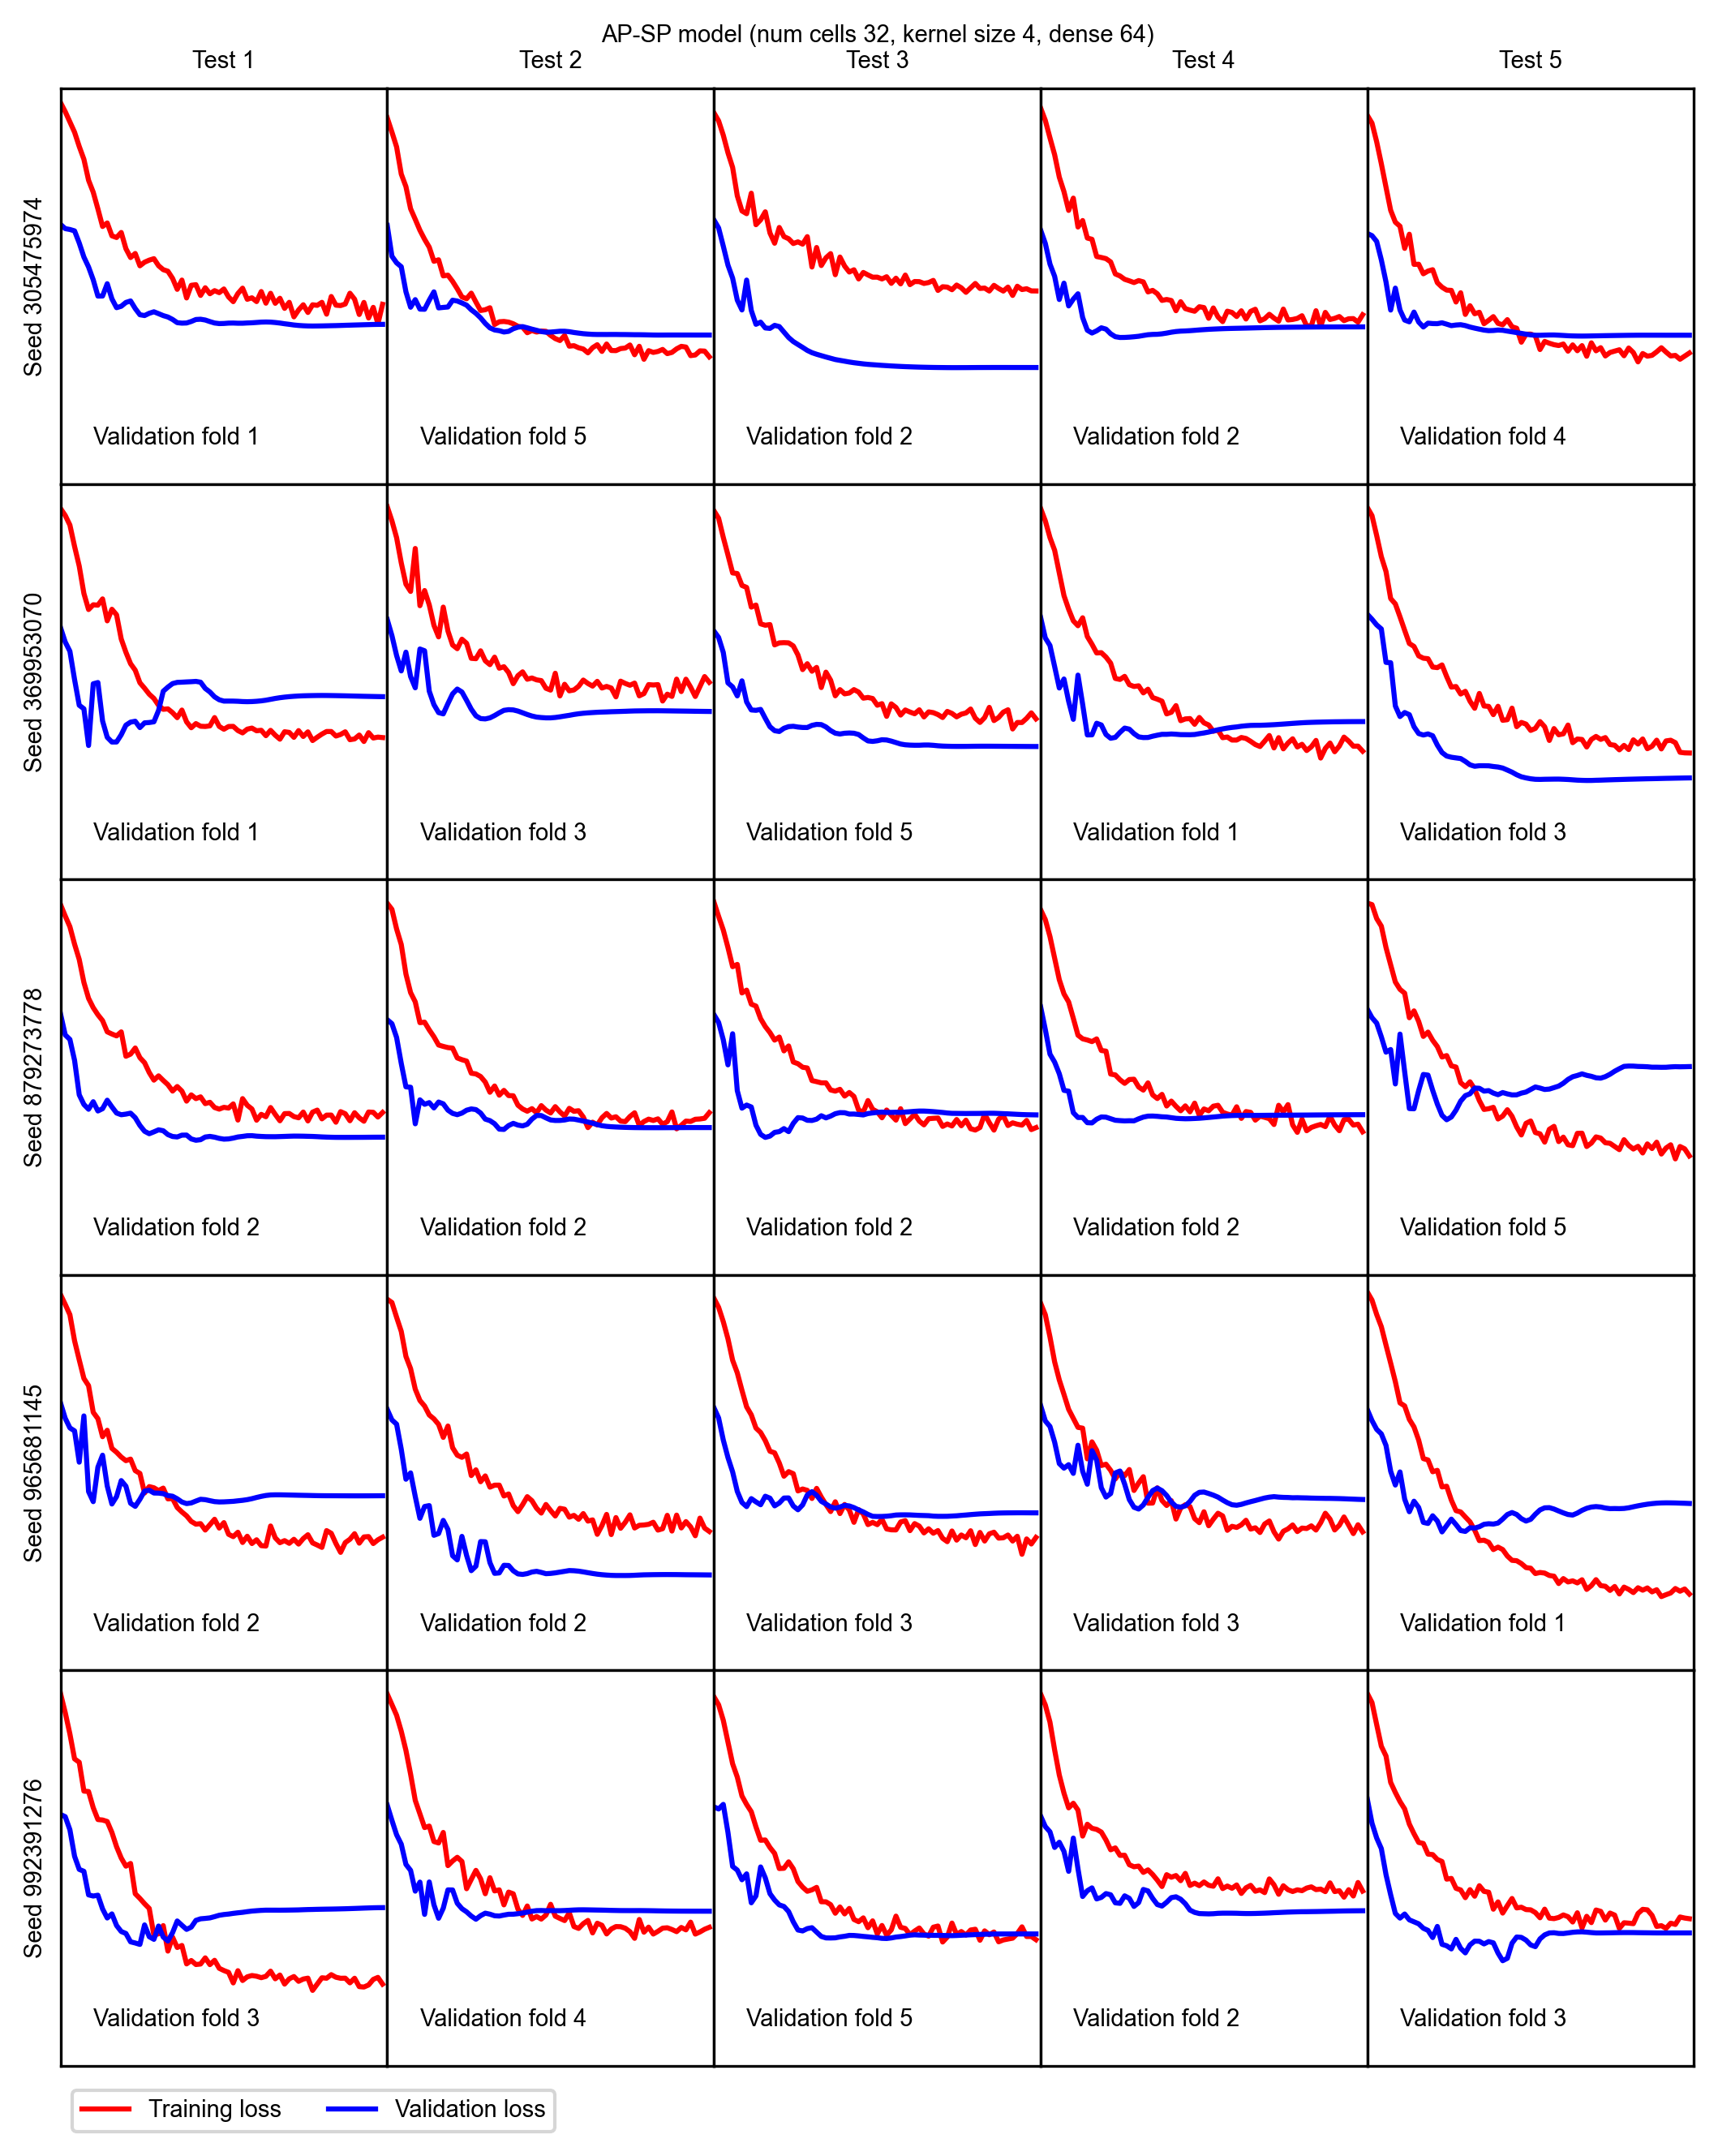 AP-SP model (num cells 32, kernel size 4, dense 64)
Test 1 Test 2 Test 3 Test 4 Test 5
Seed 305475974
Validation fold 1 Validation fold 5 Validation fold 2 Validation fold 2 Validation fold 4
Seed 369953070
Validation fold 1 Validation fold 3 Validation fold 5 Validation fold 1 Validation fold 3
Seed 879273778
Validation fold 2 Validation fold 2 Validation fold 2 Validation fold 2 Validation fold 5
Seed 965681145
Validation fold 2 Validation fold 2 Validation fold 3 Validation fold 3 Validation fold 1
Seed 992391276
Validation fold 3 Validation fold 4 Validation fold 5 Validation fold 2 Validation fold 3
Training loss Validation loss